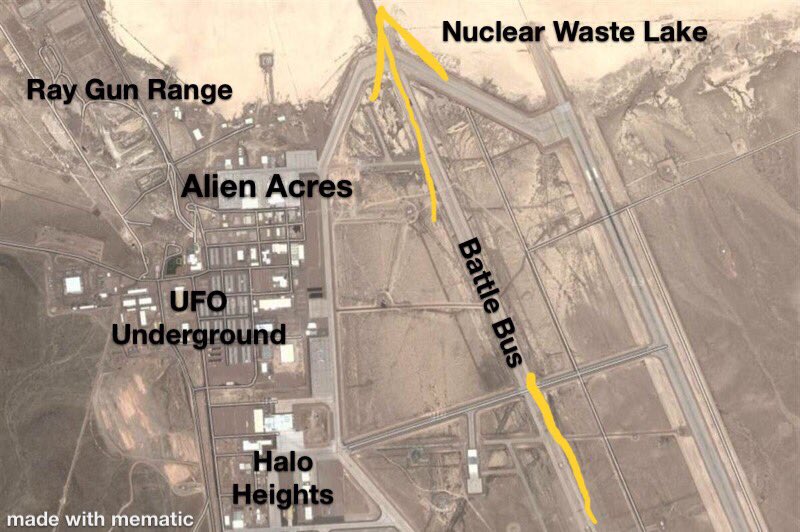 Nuclear Waste Lake
Ray Gun Range
Alien Acres
Battle Bus
UFO
Underground
Halo
Heights
made with mematic